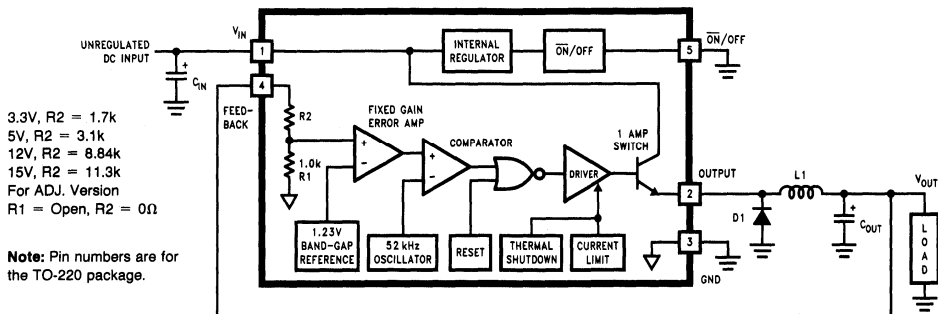 UNREGULATED
DC INPUT
VIN
1
INTERNAL
REGULATOR
ON/OFF
5
ON/OFF
+
CIN
4
FEED-
BACK
R2
FIXED GAIN
ERROR AMP
COMPARATOR
1 AMP
SWITCH
3.3V, R2 = 1.7k
5V, R2 = 3.1k
12V, R2 = 8.84k
15V, R2 = 11.3k
For ADJ. Version
R1 = Open, R2 = 0Ω
1.0k
R1
+
−
+
−
DRIVER
OUTPUT
2
L1
VOUT
D1
+
COUT
LOAD
1.23V
BAND-GAP
REFERENCE
52 kHz
OSCILLATOR
RESET
THERMAL
SHUTDOWN
CURRENT
LIMIT
3
GND
Note: Pin numbers are for
the TO-220 package.